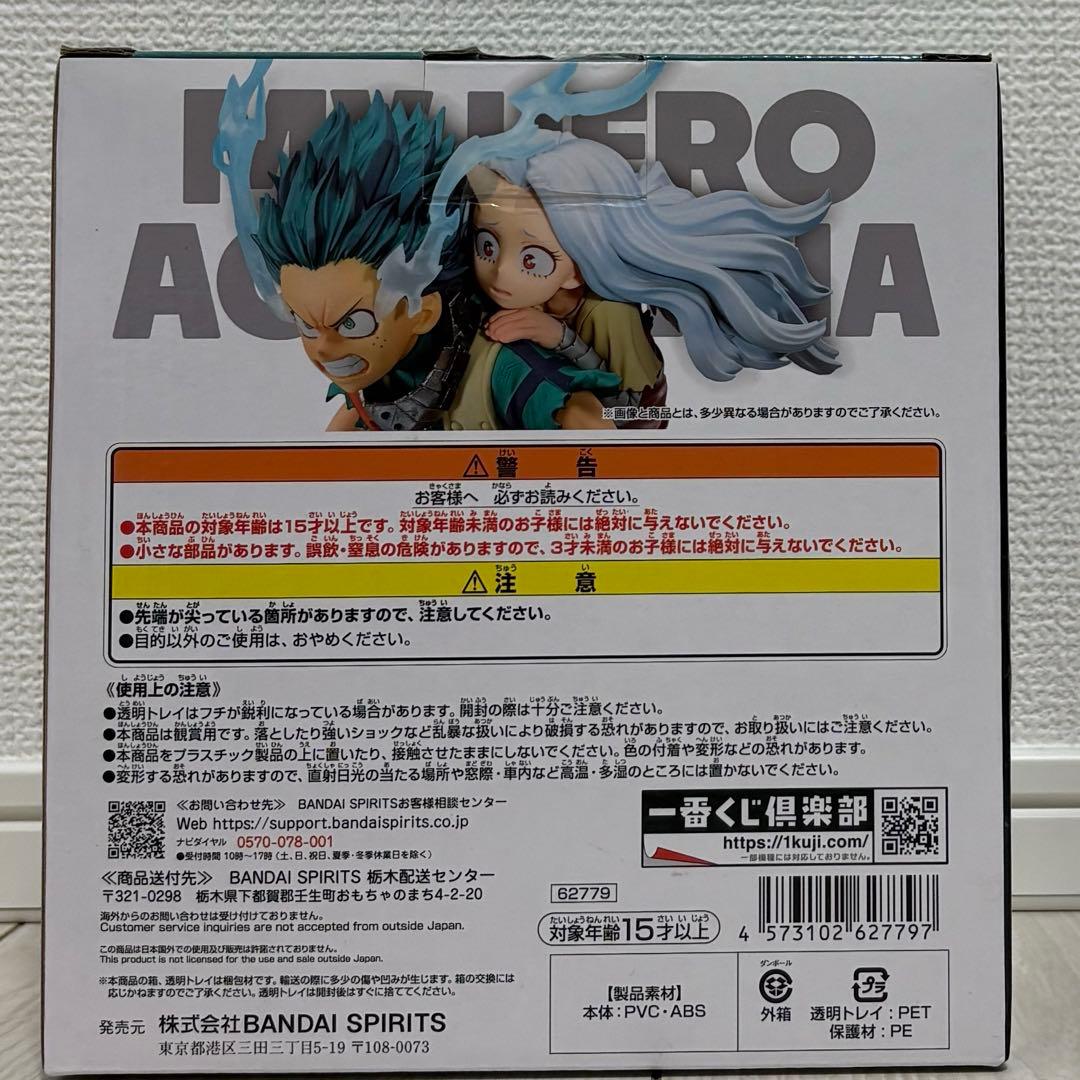 MY HERO
ACADEMIA
※画像と商品とは、多少異なる場合がありますのでご了承ください。
警告
お客様へ 必ずお読みください。
●本商品の対象年齢は15才以上です。対象年齢未満のお子様には絶対に与えないでください。
●小さな部品があります。誤飲・窒息の危険がありますので、3才未満のお子様には絶対に与えないでください。
注意
●先端が尖っている箇所がありますので、注意してください。
●目的以外のご使用は、おやめください。
《使用上の注意》
●透明トレイはフチが鋭利になっている場合があります。開封の際は十分ご注意ください。
●本商品は観賞用です。落としたり強いショックなど乱暴な扱いにより破損する恐れがありますので、お取り扱いにはご注意ください。
●本商品をプラスチック製品の上に置いたり、接触させたままにしないでください。色の付着や変形などの恐れがあります。
●変形する恐れがありますので、直射日光の当たる場所や窓際・車内など高温・多湿のところには置かないでください。
≪お問い合わせ先≫ BANDAI SPIRITSお客様相談センター
Web https://support.bandaispirits.co.jp
ナビダイヤル 0570-078-001
●受付時間 10時〜17時(土、日、祝日、夏季・冬季休業日を除く)
≪商品送付先≫ BANDAI SPIRITS 栃木配送センター
〒321-0298 栃木県下都賀郡壬生町おもちゃのまち4-2-20
海外からのお問い合わせは受け付けておりません。
Customer service inquiries are not accepted from outside Japan.
この商品は日本国外での使用及び販売は許諾されておりません。
This product is not licensed for the use and sale outside Japan.
※本商品の箱、透明トレイは梱包材です。輸送の際に多少の傷や凹みが生じます。箱の交換には
応じかねますのでご了承ください。透明トレイは開封後はすぐに捨ててください。
発売元 株式会社BANDAI SPIRITS
東京都港区三田三丁目5-19 〒108-0073
一番くじ倶楽部
https://1kuji.com/
一部機種には対応しておりません。
62779
対象年齢15才以上
4 573102 627797
【製品素材】
本体:PVC・ABS
ダンボール
外箱
プラ
透明トレイ:PET
保護材:PE